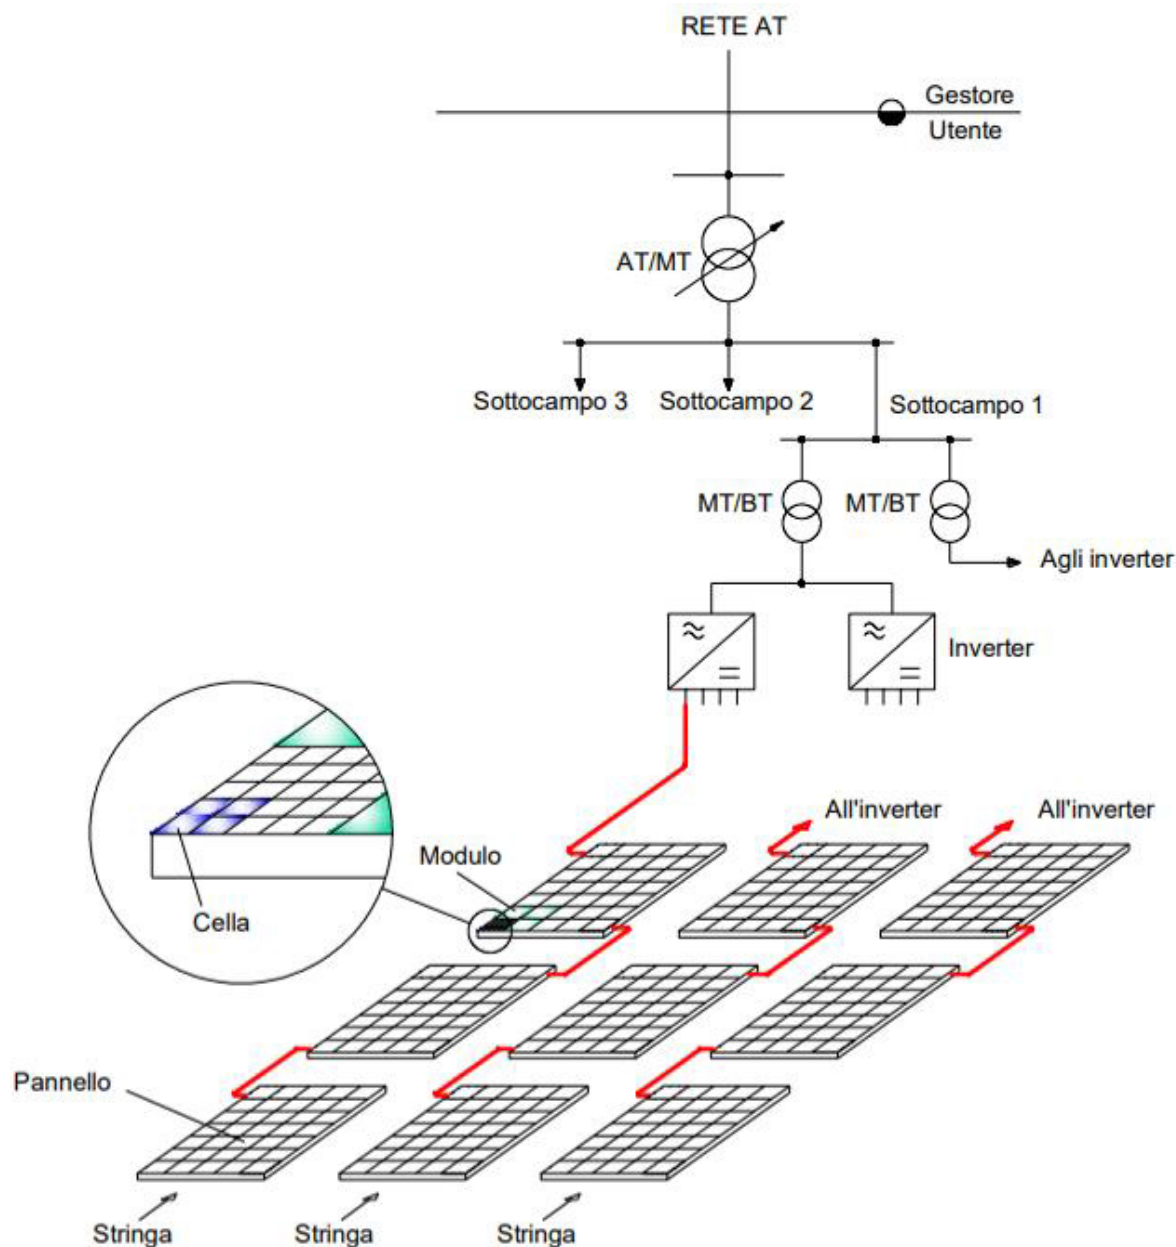 RETE AT
Gestore
Utente
AT/MT
Sottocampo 3
Sottocampo 2
Sottocampo 1
MT/BT
MT/BT
Agli inverter
Inverter
All'inverter
All'inverter
Modulo
Cella
Pannello
Stringa
Stringa
Stringa